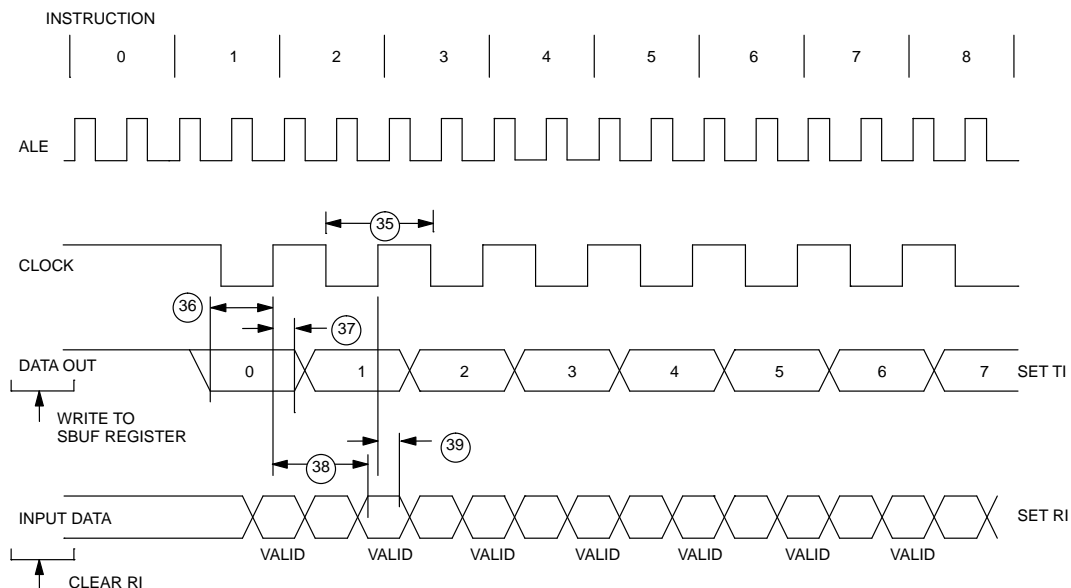 INSTRUCTION
0 1 2 3 4 5 6 7 8
ALE
35
CLOCK
36
37
DATA OUT
0 1 2 3 4 5 6 7
SET TI
WRITE TO
SBUF REGISTER
39
38
INPUT DATA
SET RI
VALID VALID VALID VALID VALID VALID VALID
CLEAR RI